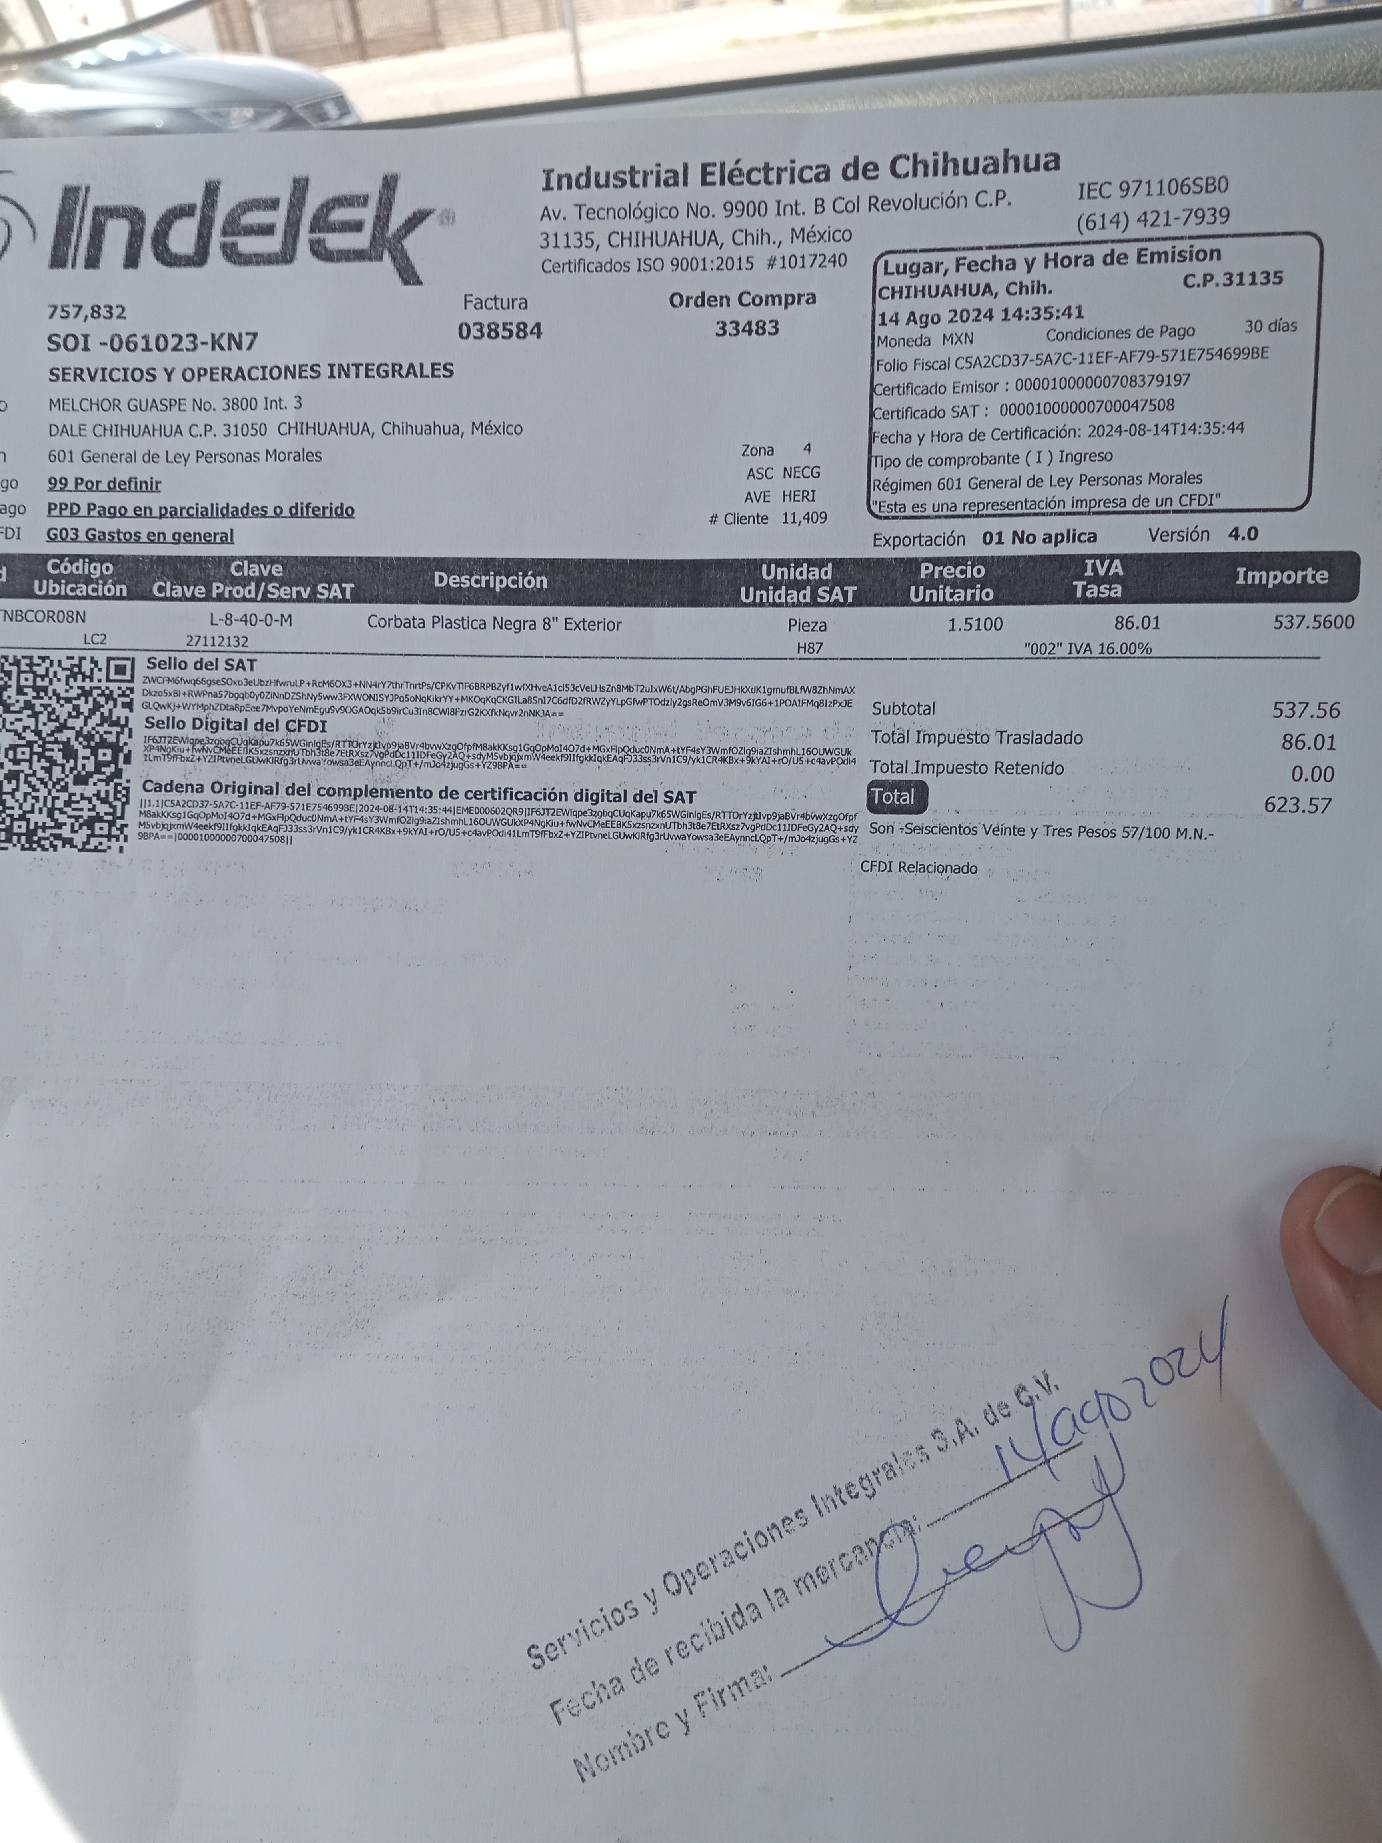 Indelek®
Industrial Eléctrica de Chihuahua
Av. Tecnológico No. 9900 Int. B Col Revolución C.P.
31135, CHIHUAHUA, Chih., México
Certificados ISO 9001:2015 #1017240
IEC 971106SB0
(614) 421-7939
Lugar, Fecha y Hora de Emision
CHIHUAHUA, Chih. C.P.31135
14 Ago 2024 14:35:41
Moneda MXN Condiciones de Pago 30 días
Folio Fiscal C5A2CD37-5A7C-11EF-AF79-571E754699BE
Certificado Emisor : 00001000000708379197
Certificado SAT : 00001000000700047508
Fecha y Hora de Certificación: 2024-08-14T14:35:44
Tipo de comprobante ( I ) Ingreso
Régimen 601 General de Ley Personas Morales
"Esta es una representación impresa de un CFDI"
Exportación 01 No aplica Versión 4.0
757,832
Factura
038584
Orden Compra
33483
SOI -061023-KN7
SERVICIOS Y OPERACIONES INTEGRALES
MELCHOR GUASPE No. 3800 Int. 3
DALE CHIHUAHUA C.P. 31050 CHIHUAHUA, Chihuahua, México
601 General de Ley Personas Morales
go 99 Por definir
ago PPD Pago en parcialidades o diferido
FDI G03 Gastos en general
Zona 4
ASC NECG
AVE HERI
# Cliente 11,409
Código Clave Descripción Unidad Precio IVA Importe
Ubicación Clave Prod/Serv SAT Unidad SAT Unitario Tasa
NBCOR08N L-8-40-0-M Corbata Plastica Negra 8" Exterior Pieza 1.5100 86.01 537.5600
LC2 27112132 H87 "002" IVA 16.00%
Sello del SAT
Sello Digital del CFDI
Cadena Original del complemento de certificación digital del SAT
Subtotal 537.56
Total Impuesto Trasladado 86.01
Total Impuesto Retenido 0.00
Total 623.57
Son -Seiscientos Veinte y Tres Pesos 57/100 M.N.-
CFDI Relacionado
Servicios y Operaciones Integrales S.A. de C.V.
Fecha de recibida la mercancia: 14 ago 2024
Nombre y Firma: